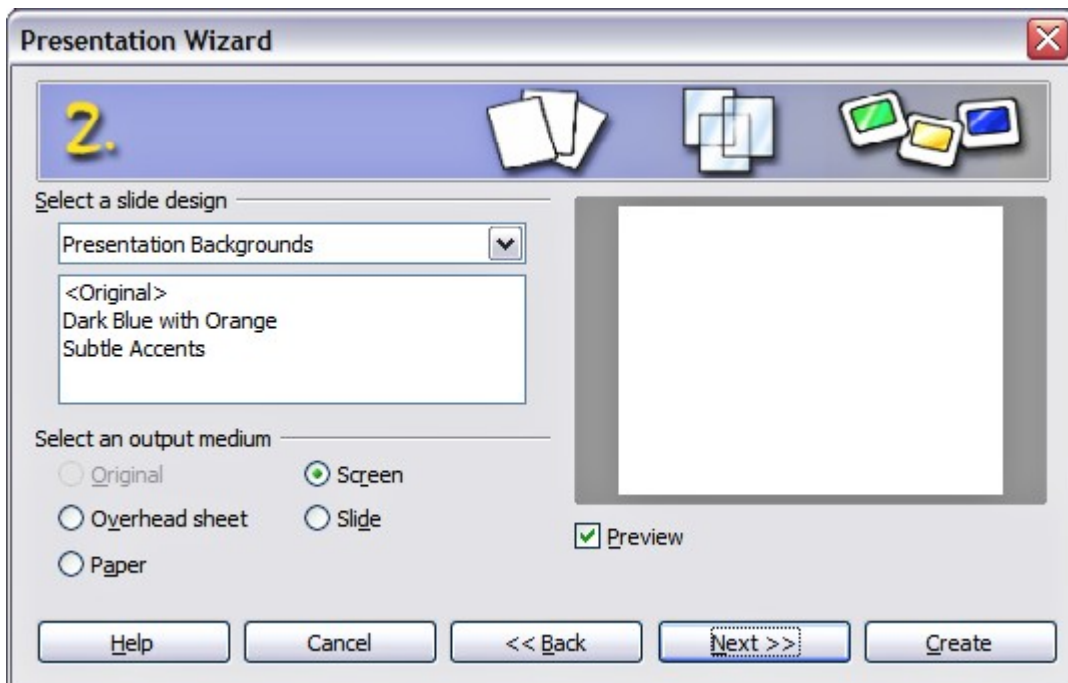 Presentation Wizard
2.
Select a slide design
Presentation Backgrounds
<Original>
Dark Blue with Orange
Subtle Accents
Select an output medium
Original
Screen
Overhead sheet
Slide
Paper
Preview
Help
Cancel
<< Back
Next >>
Create